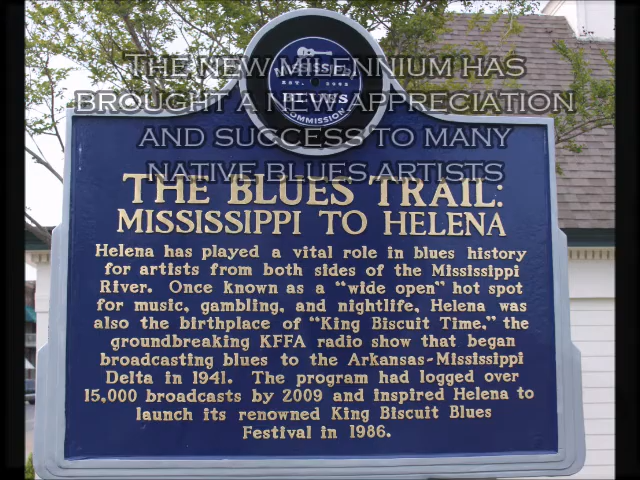 THE NEW MILLENNIUM HAS
BROUGHT A NEW APPRECIATION
AND SUCCESS TO MANY
NATIVE BLUES ARTISTS
MISSISSIPPI
BLUES
COMMISSION
THE BLUES TRAIL:
MISSISSIPPI TO HELENA
Helena has played a vital role in blues history
for artists from both sides of the Mississippi
River. Once known as a “wide open” hot spot
for music, gambling, and nightlife, Helena was
also the birthplace of “King Biscuit Time,” the
groundbreaking KFFA radio show that began
broadcasting blues to the Arkansas-Mississippi
Delta in 1941. The program had logged over
15,000 broadcasts by 2009 and inspired Helena to
launch its renowned King Biscuit Blues
Festival in 1986.